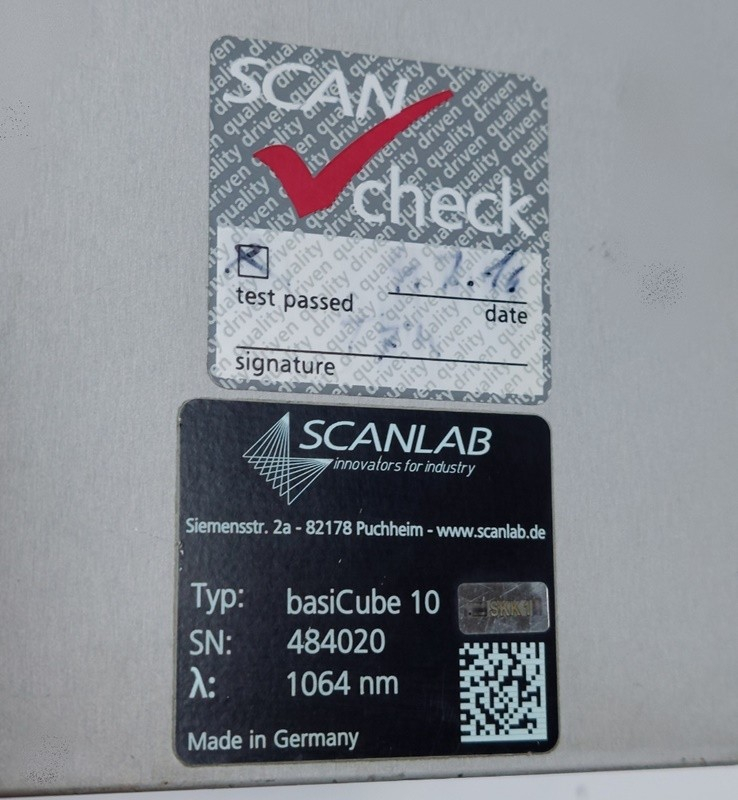 SCAN
check
test passed
date
signature
SCANLAB
innovators for industry
Siemensstr. 2a - 82178 Puchheim - www.scanlab.de
Typ: basiCube 10
SN: 484020
λ: 1064 nm
Made in Germany